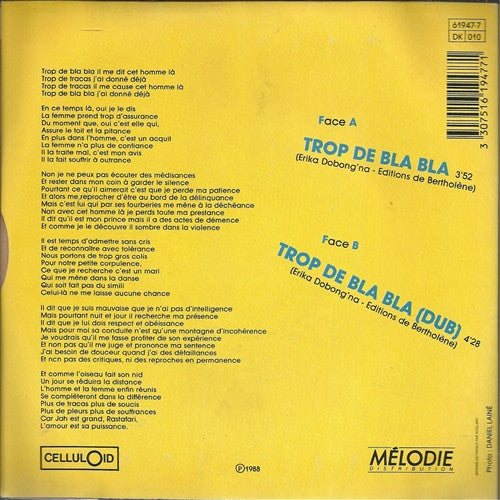 Trop de bla bla il me dit cet homme là
Trop de tracas j'ai donné déjà
Trop de tracas il me cause cet homme là
Trop de bla bla j'ai donné déjà
En ce temps là, oui je le dis
La femme prend trop d'assurance
Du moment que, oui c'est elle qui,
Assure le toit et la pitance
En plus dans l'homme, c'est un acquit
La femme n'a plus de confiance
Il la traite mal, c'est mon avis
Il la fait souffrir à outrance
Non je ne peux pas écouter des médisances
Et rester dans mon coin à garder le silence
Pourtant ce qu'il aimerait c'est que je perde ma patience
Et alors me reprocher d'être au bord de la délinquance
Mais c'est lui qui par ses fourberies me mène à la déchéance
Non avec cet homme là je perds toute ma prestance
Il dit qu'il est mon prince mais il a des actes de démence
Et comme je le découvre il sombre dans la violence
Il est temps d'admettre sans cris
Et de reconnaître avec tolérance
Nous portons de trop gros colis
Pour notre petite corpulence.
Ce que je recherche c'est un mari
Qui me mène dans la danse
Qui soit fait pas du simili
Celui-là ne me laisse aucune chance
Il dit que je suis mauvaise que je n'ai pas d'intelligence
Mais pourtant nuit et jour il recherche ma présence
Il dit que je lui dois respect et obéissance
Mais pour moi sa conduite n'est qu'une montagne d'incohérence
Je voudrais qu'il me fasse profiter de son expérience
Et non pas qu'il me juge et prononce ma sentence
J'ai besoin de douceur quand j'ai des défaillances
Et ncn pas des critiques, ni des reproches en permanence
Et comme l'oiseau fait son nid
Un jour se réduira la distance
L'homme et la femme enfin réunis
Se complèteront dans la différence
Plus de tracas plus de soucis
Plus de pleurs plus de souffrances
Car Jah est grand, Rastafari,
L'amour est sa puissance.
Face A
TROP DE BLA BLA 3'52
(Erika Dobong'na - Editions de Bertholène)
Face B
TROP DE BLA BLA (DUB) 4'28
(Erika Dobong'na - Editions de Bertholène)
61947-7
DK 010
3 307516 194771
CELLULOID
Ⓟ 1988
MÉLODIE
DISTRIBUTION
Photo : DANIEL LAINÉ